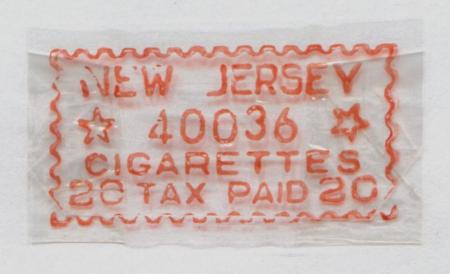 NEW JERSEY
40036
CIGARETTES
20 TAX PAID 20